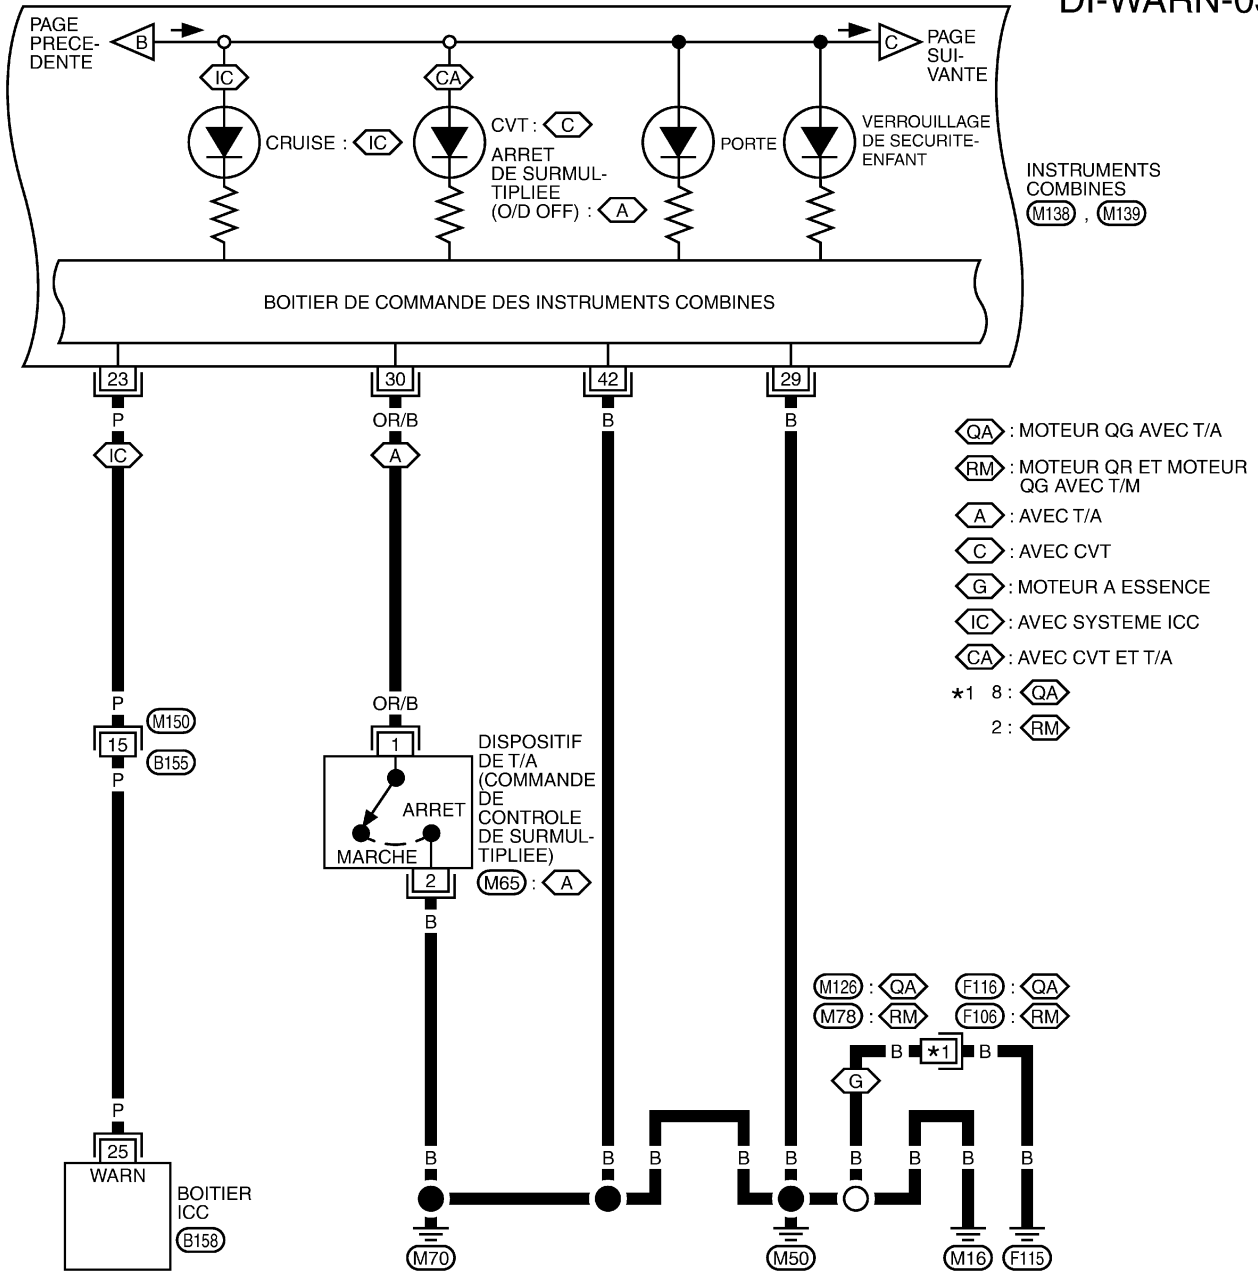 DI-WARN-03
PAGE
PRECE-
DENTE
B
C
PAGE
SUI-
VANTE
IC
CA
CRUISE : IC
CVT : C
ARRET
DE SURMUL-
TIPLIEE
(O/D OFF) : A
PORTE
VERROUILLAGE
DE SECURITE-
ENFANT
INSTRUMENTS
COMBINES
M138 , M139
BOITIER DE COMMANDE DES INSTRUMENTS COMBINES
23 30 42 29
P OR/B B B
IC A
QA : MOTEUR QG AVEC T/A
RM : MOTEUR QR ET MOTEUR
QG AVEC T/M
A : AVEC T/A
C : AVEC CVT
G : MOTEUR A ESSENCE
IC : AVEC SYSTEME ICC
CA : AVEC CVT ET T/A
*1 8 : QA
2 : RM
P OR/B
M150
15
B155
P
1
ARRET
MARCHE
2
DISPOSITIF
DE T/A
(COMMANDE
DE
CONTROLE
DE SURMUL-
TIPLIEE)
M65 : A
B
M126 : QA F116 : QA
M78 : RM F106 : RM
B *1 B
G
P
25
WARN
BOITIER
ICC
B158
B B B B B B B B B
M70 M50 M16 F115